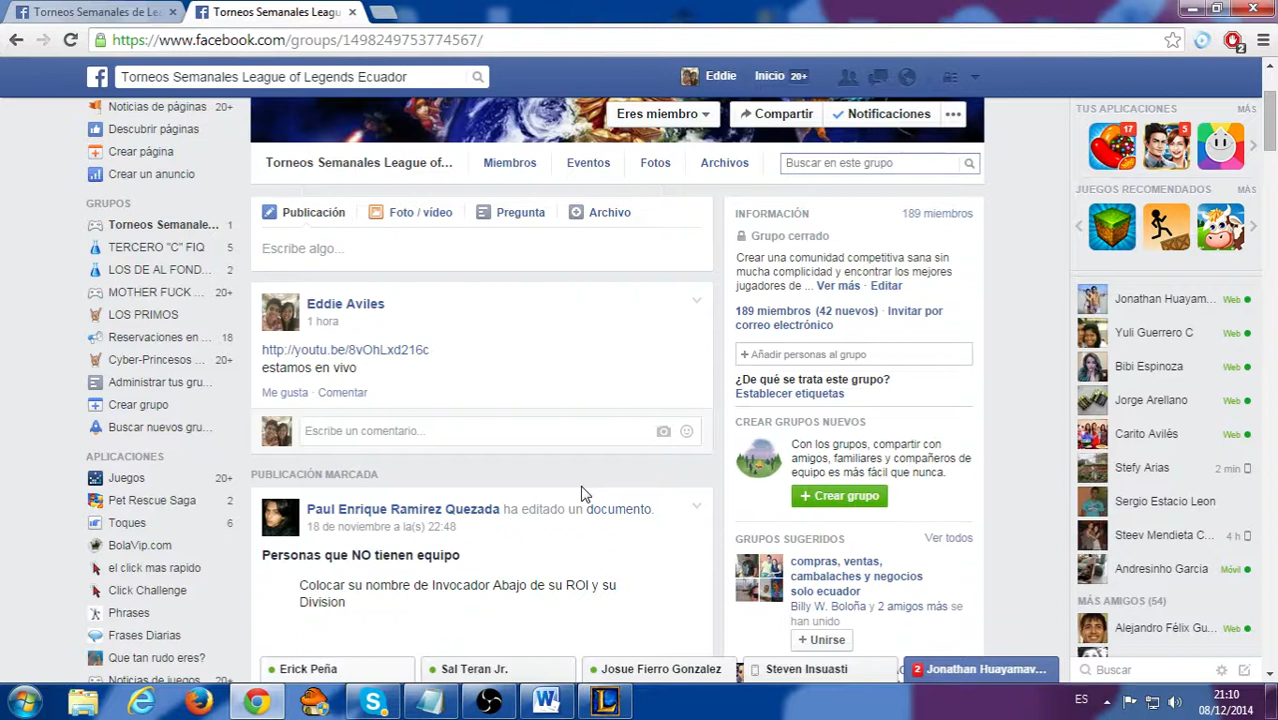 Torneos Semanales de Le
Torneos Semanales Leagu
https://www.facebook.com/groups/1498249753774567/
2
Torneos Semanales League of Legends Ecuador
Eddie
Inicio 20+
Noticias de páginas 20+
Descubrir páginas
Crear página
Crear un anuncio
GRUPOS
Torneos Semanale... 1
TERCERO "C" FIQ 5
LOS DE AL FOND... 2
MOTHER FUCK ... 20+
LOS PRIMOS
Reservaciones en ... 18
Cyber-Princesos ... 20+
Administrar tus gru...
Crear grupo
Buscar nuevos gru...
APLICACIONES
Juegos 20+
Pet Rescue Saga 2
Toques 6
BolaVip.com
el click mas rapido
Click Challenge
Phrases
Frases Diarias
Que tan rudo eres?
Noticias de juegos 20+
Eres miembro
Compartir
Notificaciones
Torneos Semanales League of...
Miembros
Eventos
Fotos
Archivos
Buscar en este grupo
Publicación
Foto / vídeo
Pregunta
Archivo
Escribe algo...
Eddie Aviles
1 hora
http://youtu.be/8vOhLxd216c
estamos en vivo
Me gusta · Comentar
Escribe un comentario...
PUBLICACIÓN MARCADA
Paul Enrique Ramirez Quezada ha editado un documento.
18 de noviembre a la(s) 22:48
Personas que NO tienen equipo
Colocar su nombre de Invocador Abajo de su ROl y su
Division
INFORMACIÓN 189 miembros
Grupo cerrado
Crear una comunidad competitiva sana sin
mucha complicidad y encontrar los mejores
jugadores de ... Ver más · Editar
189 miembros (42 nuevos) · Invitar por
correo electrónico
+ Añadir personas al grupo
¿De qué se trata este grupo?
Establecer etiquetas
CREAR GRUPOS NUEVOS
Con los grupos, compartir con
amigos, familiares y compañeros de
equipo es más fácil que nunca.
+ Crear grupo
GRUPOS SUGERIDOS Ver todos
compras, ventas,
cambalaches y negocios
solo ecuador
Billy W. Boloña y 2 amigos más se
han unido
+ Unirse
TUS APLICACIONES MÁS
17
5
JUEGOS RECOMENDADOS MÁS
Jonathan Huayam... Web
Yuli Guerrero C Web
Bibi Espinoza Web
Jorge Arellano Web
Carito Avilés Web
Stefy Arias 2 min
Sergio Estacio Leon
Steev Mendieta C... 4 h
Andresinho Garcia Móvil
MÁS AMIGOS (54)
Alejandro Félix Gu... Web
Buscar
Erick Peña
Sal Teran Jr.
Josue Fierro Gonzalez
Steven Insuasti
2 Jonathan Huayamav...
ES
21:10
08/12/2014